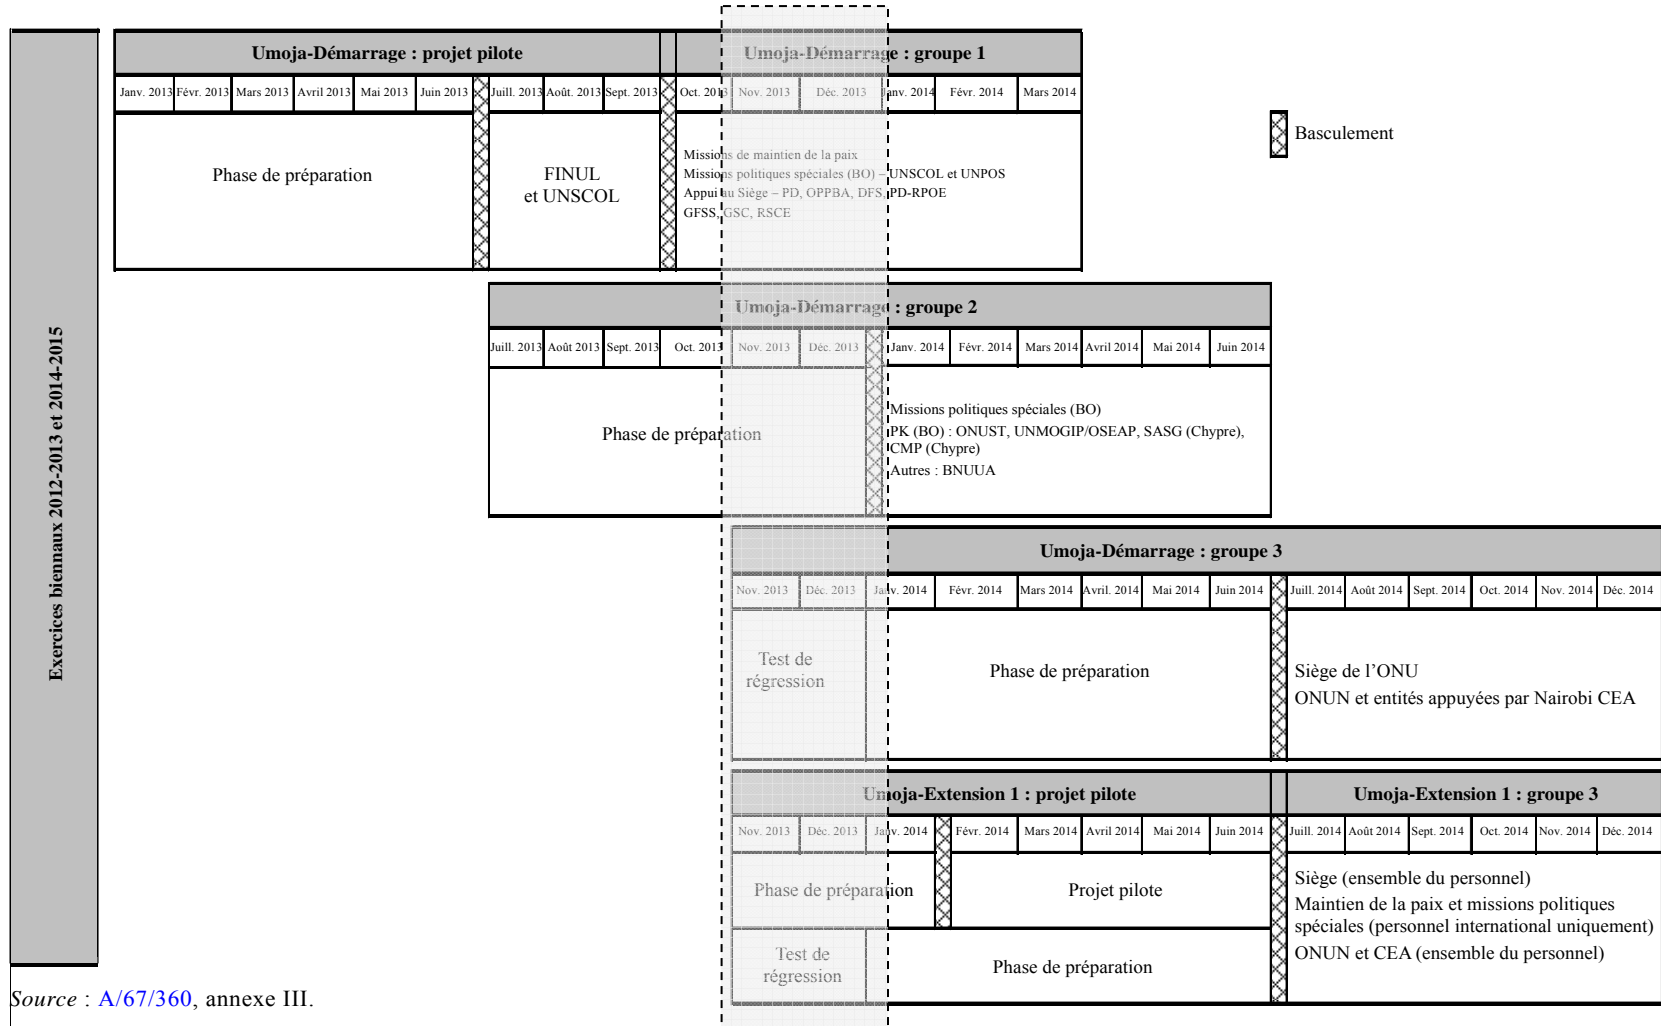 Exercices biennaux 2012-2013 et 2014-2015
Umoja-Démarrage : projet pilote
Umoja-Démarrage : groupe 1
Janv. 2013 Févr. 2013 Mars 2013 Avril 2013 Mai 2013 Juin 2013 Juill. 2013 Août. 2013 Sept. 2013 Oct. 2013 Nov. 2013 Déc. 2013 Janv. 2014 Févr. 2014 Mars 2014
Phase de préparation
FINUL
et UNSCOL
Missions de maintien de la paix
Missions politiques spéciales (BO) – UNSCOL et UNPOS
Appui au Siège – PD, OPPBA, DFS, PD-RPOE
GFSS, GSC, RSCE
Basculement
Umoja-Démarrage : groupe 2
Juill. 2013 Août 2013 Sept. 2013 Oct. 2013 Nov. 2013 Déc. 2013 Janv. 2014 Févr. 2014 Mars 2014 Avril 2014 Mai 2014 Juin 2014
Phase de préparation
Missions politiques spéciales (BO)
PK (BO) : ONUST, UNMOGIP/OSEAP, SASG (Chypre),
CMP (Chypre)
Autres : BNUUA
Umoja-Démarrage : groupe 3
Nov. 2013 Déc. 2013 Janv. 2014 Févr. 2014 Mars 2014 Avril. 2014 Mai 2014 Juin 2014 Juill. 2014 Août 2014 Sept. 2014 Oct. 2014 Nov. 2014 Déc. 2014
Test de
régression
Phase de préparation
Siège de l’ONU
ONUN et entités appuyées par Nairobi CEA
Umoja-Extension 1 : projet pilote
Umoja-Extension 1 : groupe 3
Nov. 2013 Déc. 2013 Janv. 2014 Févr. 2014 Mars 2014 Avril 2014 Mai 2014 Juin 2014 Juill. 2014 Août 2014 Sept. 2014 Oct. 2014 Nov. 2014 Déc. 2014
Phase de préparation
Projet pilote
Test de
régression
Phase de préparation
Siège (ensemble du personnel)
Maintien de la paix et missions politiques
spéciales (personnel international uniquement)
ONUN et CEA (ensemble du personnel)
Source : A/67/360, annexe III.